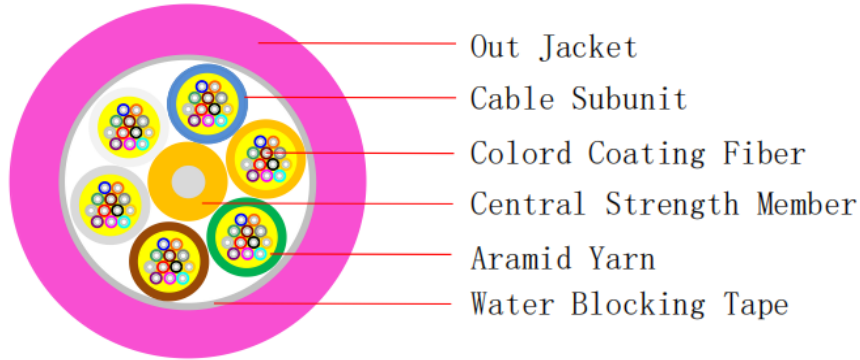 Out Jacket
Cable Subunit
Colord Coating Fiber
Central Strength Member
Aramid Yarn
Water Blocking Tape